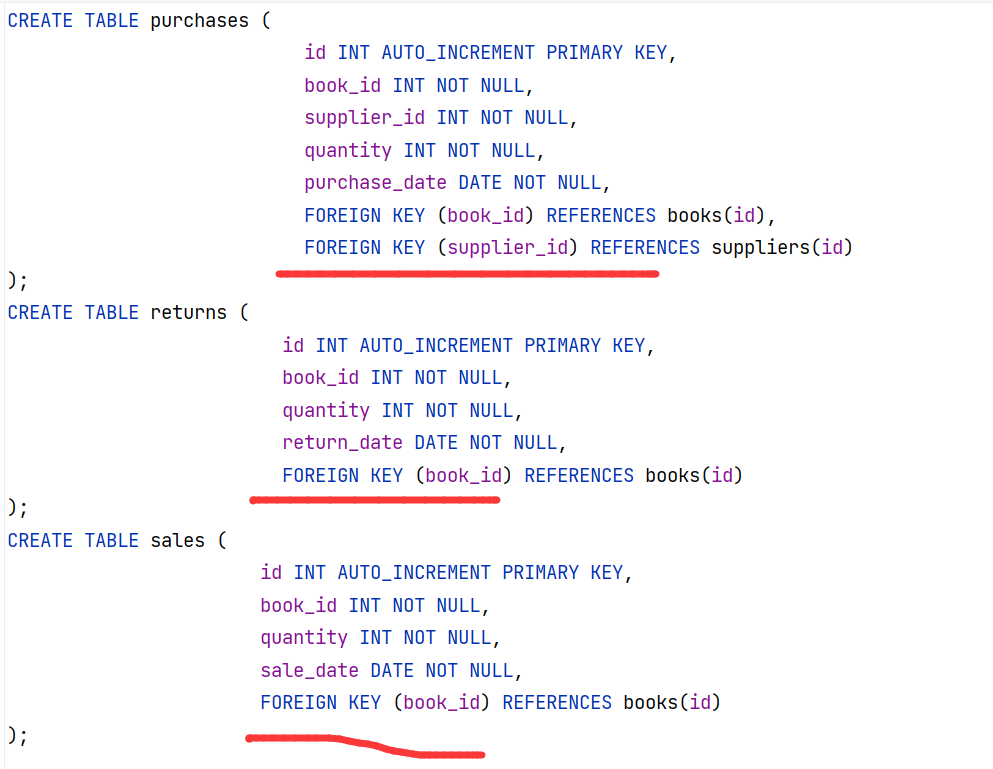 CREATE TABLE purchases (
id INT AUTO_INCREMENT PRIMARY KEY,
book_id INT NOT NULL,
supplier_id INT NOT NULL,
quantity INT NOT NULL,
purchase_date DATE NOT NULL,
FOREIGN KEY (book_id) REFERENCES books(id),
FOREIGN KEY (supplier_id) REFERENCES suppliers(id)
);
CREATE TABLE returns (
id INT AUTO_INCREMENT PRIMARY KEY,
book_id INT NOT NULL,
quantity INT NOT NULL,
return_date DATE NOT NULL,
FOREIGN KEY (book_id) REFERENCES books(id)
);
CREATE TABLE sales (
id INT AUTO_INCREMENT PRIMARY KEY,
book_id INT NOT NULL,
quantity INT NOT NULL,
sale_date DATE NOT NULL,
FOREIGN KEY (book_id) REFERENCES books(id)
);